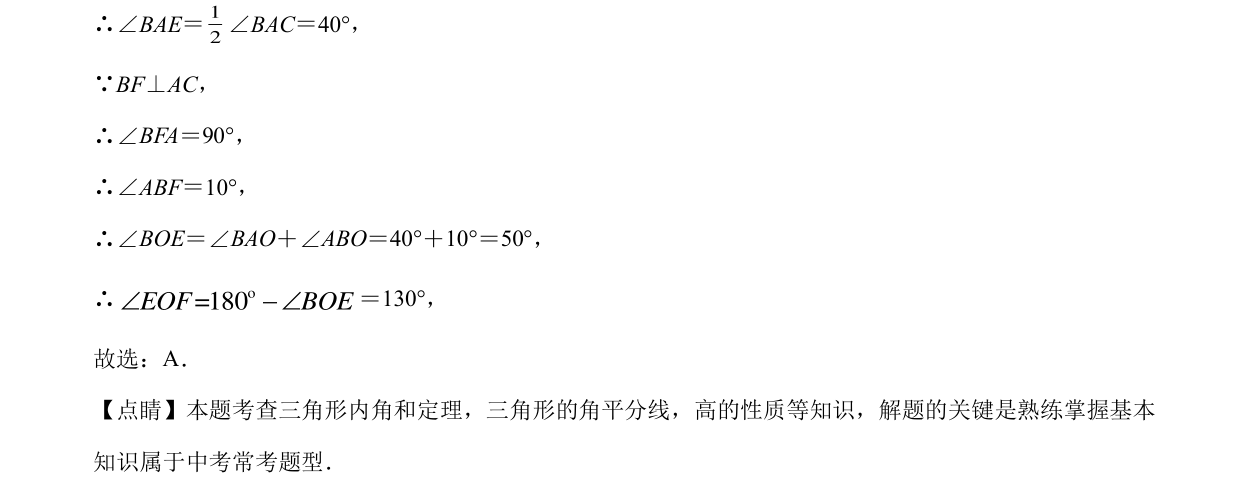 ∴∠BAE＝1/2 ∠BAC＝40°，
∵BF⊥AC，
∴∠BFA＝90°，
∴∠ABF＝10°，
∴∠BOE＝∠BAO＋∠ABO＝40°＋10°＝50°，
∴∠EOF=180° − ∠BOE＝130°，
故选：A．
【点睛】本题考查三角形内角和定理，三角形的角平分线，高的性质等知识，解题的关键是熟练掌握基本
知识属于中考常考题型．